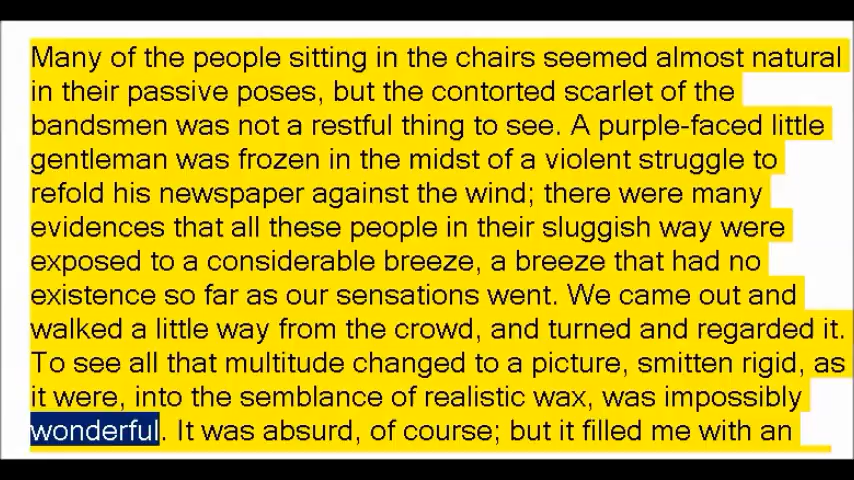 Many of the people sitting in the chairs seemed almost natural
in their passive poses, but the contorted scarlet of the
bandsmen was not a restful thing to see. A purple-faced little
gentleman was frozen in the midst of a violent struggle to
refold his newspaper against the wind; there were many
evidences that all these people in their sluggish way were
exposed to a considerable breeze, a breeze that had no
existence so far as our sensations went. We came out and
walked a little way from the crowd, and turned and regarded it.
To see all that multitude changed to a picture, smitten rigid, as
it were, into the semblance of realistic wax, was impossibly
wonderful. It was absurd, of course; but it filled me with an